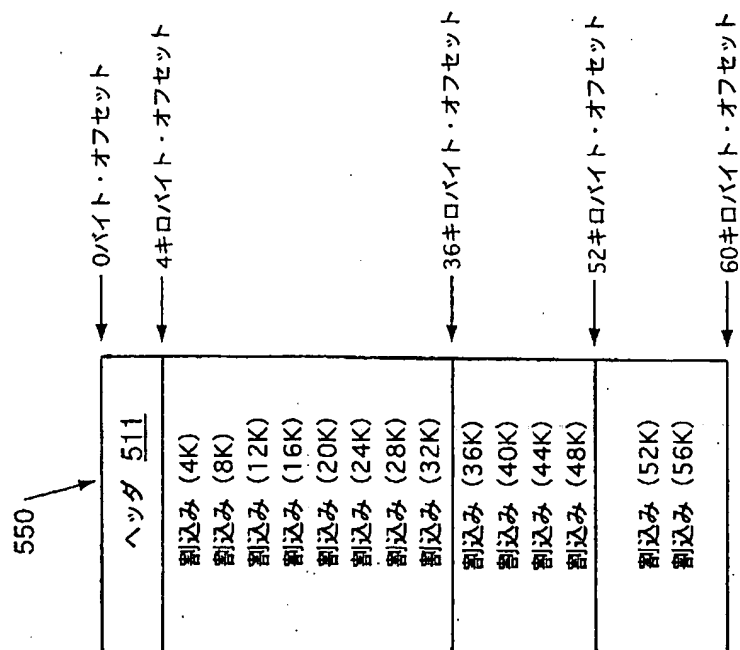 550
ヘッダ 511
割込み (4K)
割込み (8K)
割込み (12K)
割込み (16K)
割込み (20K)
割込み (24K)
割込み (28K)
割込み (32K)
割込み (36K)
割込み (40K)
割込み (44K)
割込み (48K)
割込み (52K)
割込み (56K)
0バイト・オフセット
4キロバイト・オフセット
36キロバイト・オフセット
52キロバイト・オフセット
60キロバイト・オフセット